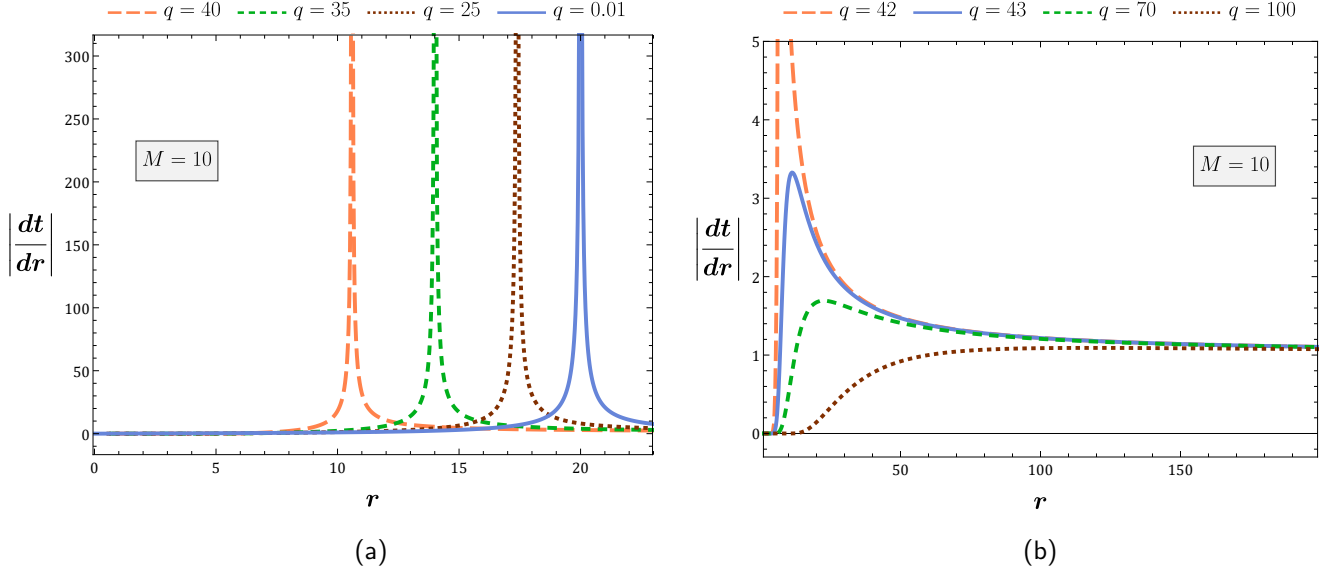 q = 40 q = 35 q = 25 q = 0.01
300
250
200
150
100
50
0
M = 10
|dt/dr|
0 5 10 15 20
r
(a)
q = 42 q = 43 q = 70 q = 100
5
4
3
2
1
0
M = 10
|dt/dr|
50 100 150
r
(b)